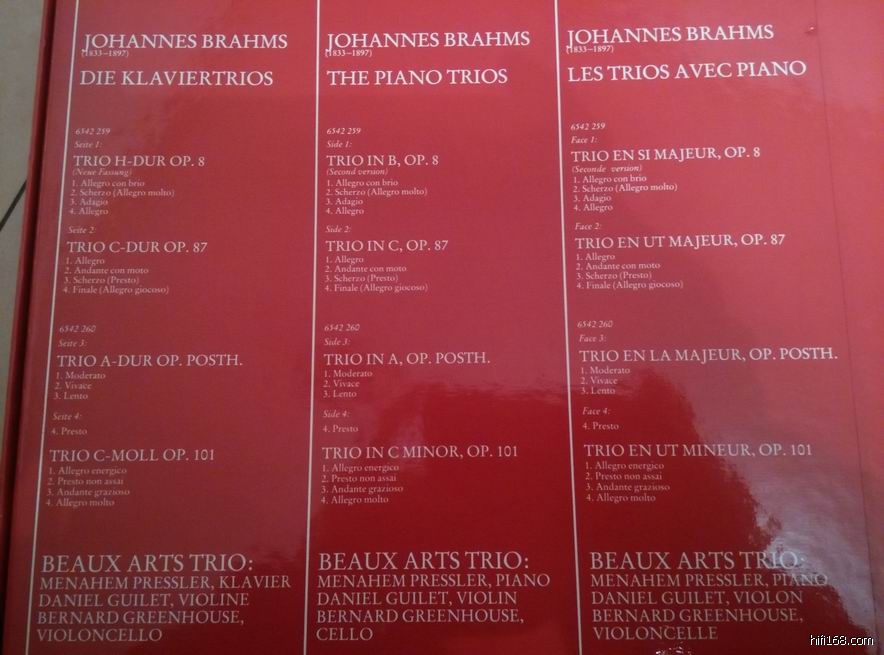 JOHANNES BRAHMS
(1833–1897)
DIE KLAVIERTRIOS
6542 259
Seite 1:
TRIO H-DUR OP. 8
(Neue Fassung)
1. Allegro con brio
2. Scherzo (Allegro molto)
3. Adagio
4. Allegro
Seite 2:
TRIO C-DUR OP. 87
1. Allegro
2. Andante con moto
3. Scherzo (Presto)
4. Finale (Allegro giocoso)
6542 260
Seite 3:
TRIO A-DUR OP. POSTH.
1. Moderato
2. Vivace
3. Lento
Seite 4:
4. Presto
TRIO C-MOLL OP. 101
1. Allegro energico
2. Presto non assai
3. Andante grazioso
4. Allegro molto
BEAUX ARTS TRIO:
MENAHEM PRESSLER, KLAVIER
DANIEL GUILET, VIOLINE
BERNARD GREENHOUSE,
VIOLONCELLO
JOHANNES BRAHMS
(1833–1897)
THE PIANO TRIOS
6542 259
Side 1:
TRIO IN B, OP. 8
(Second version)
1. Allegro con brio
2. Scherzo (Allegro molto)
3. Adagio
4. Allegro
Side 2:
TRIO IN C, OP. 87
1. Allegro
2. Andante con moto
3. Scherzo (Presto)
4. Finale (Allegro giocoso)
6542 260
Side 3:
TRIO IN A, OP. POSTH.
1. Moderato
2. Vivace
3. Lento
Side 4:
4. Presto
TRIO IN C MINOR, OP. 101
1. Allegro energico
2. Presto non assai
3. Andante grazioso
4. Allegro molto
BEAUX ARTS TRIO:
MENAHEM PRESSLER, PIANO
DANIEL GUILET, VIOLIN
BERNARD GREENHOUSE,
CELLO
JOHANNES BRAHMS
(1833–1897)
LES TRIOS AVEC PIANO
6542 259
Face 1:
TRIO EN SI MAJEUR, OP. 8
(Seconde version)
1. Allegro con brio
2. Scherzo (Allegro molto)
3. Adagio
4. Allegro
Face 2:
TRIO EN UT MAJEUR, OP. 87
1. Allegro
2. Andante con moto
3. Scherzo (Presto)
4. Finale (Allegro giocoso)
6542 260
Face 3:
TRIO EN LA MAJEUR, OP. POSTH.
1. Moderato
2. Vivace
3. Lento
Face 4:
4. Presto
TRIO EN UT MINEUR, OP. 101
1. Allegro energico
2. Presto non assai
3. Andante grazioso
4. Allegro molto
BEAUX ARTS TRIO:
MENAHEM PRESSLER, PIANO
DANIEL GUILET, VIOLON
BERNARD GREENHOUSE,
VIOLONCELLE
hifi168.com